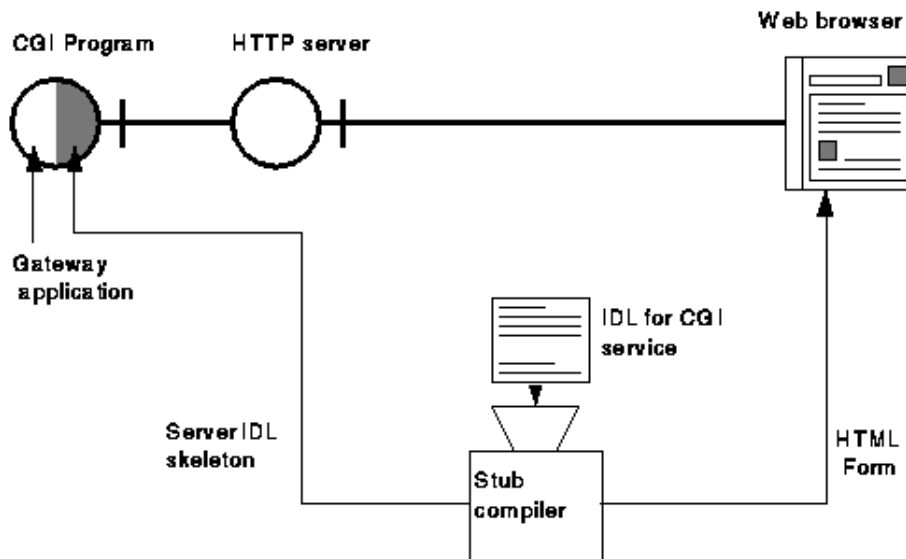 Web browser
CGI Program
HTTP server
Gateway
application
IDL for CGI
service
Server IDL
skeleton
HTML
Form
Stub
compiler